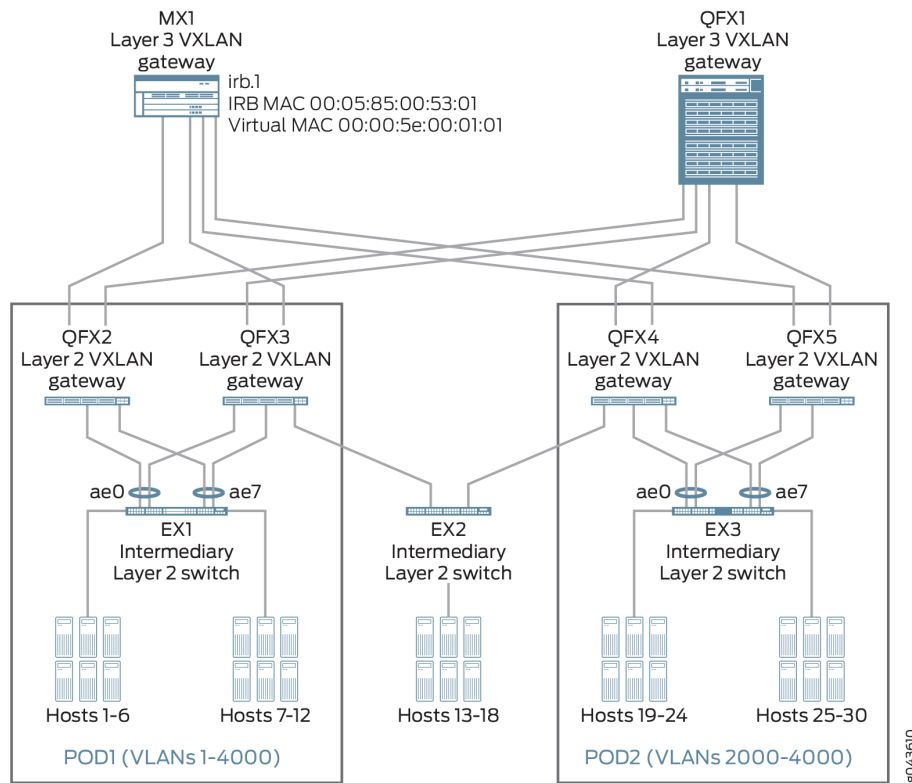 MX1
Layer 3 VXLAN
gateway
irb.1
IRB MAC 00:05:85:00:53:01
Virtual MAC 00:00:5e:00:01:01
QFX1
Layer 3 VXLAN
gateway
QFX2
Layer 2 VXLAN
gateway
QFX3
Layer 2 VXLAN
gateway
QFX4
Layer 2 VXLAN
gateway
QFX5
Layer 2 VXLAN
gateway
ae0
ae7
EX1
Intermediary
Layer 2 switch
EX2
Intermediary
Layer 2 switch
ae0
ae7
EX3
Intermediary
Layer 2 switch
Hosts 1-6
Hosts 7-12
Hosts 13-18
Hosts 19-24
Hosts 25-30
POD1 (VLANs 1-4000)
POD2 (VLANs 2000-4000)
g043610